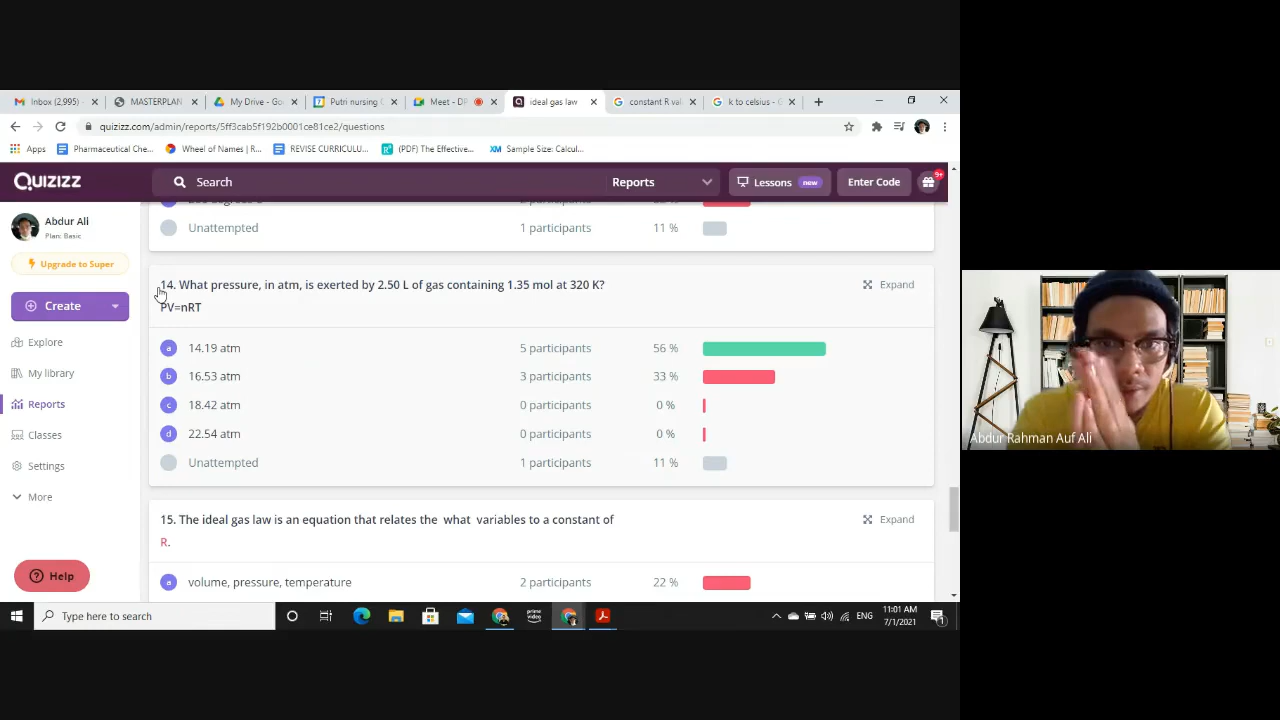 Inbox (2,995)
MASTERPLAN
My Drive - Go
Putri nursing
Meet - DP
ideal gas law
constant R val
k to celsius - G
quizizz.com/admin/reports/5ff3cab5f192b0001ce81ce2/questions
Apps
Pharmaceutical Che...
Wheel of Names | R...
REVISE CURRICULU...
(PDF) The Effective...
XM Sample Size: Calcul...
QUIZIZZ
Search
Reports
Lessons new
Enter Code
9+
Abdur Ali
Plan: Basic
Upgrade to Super
Create
Explore
My library
Reports
Classes
Settings
More
Help
Unattempted 1 participants 11 %
14. What pressure, in atm, is exerted by 2.50 L of gas containing 1.35 mol at 320 K?
Expand
PV=nRT
a 14.19 atm 5 participants 56 %
b 16.53 atm 3 participants 33 %
c 18.42 atm 0 participants 0 %
d 22.54 atm 0 participants 0 %
Unattempted 1 participants 11 %
15. The ideal gas law is an equation that relates the what variables to a constant of
Expand
R.
a volume, pressure, temperature 2 participants 22 %
Abdur Rahman Auf Ali
Type here to search
prime video
ENG
11:01 AM
7/1/2021
1